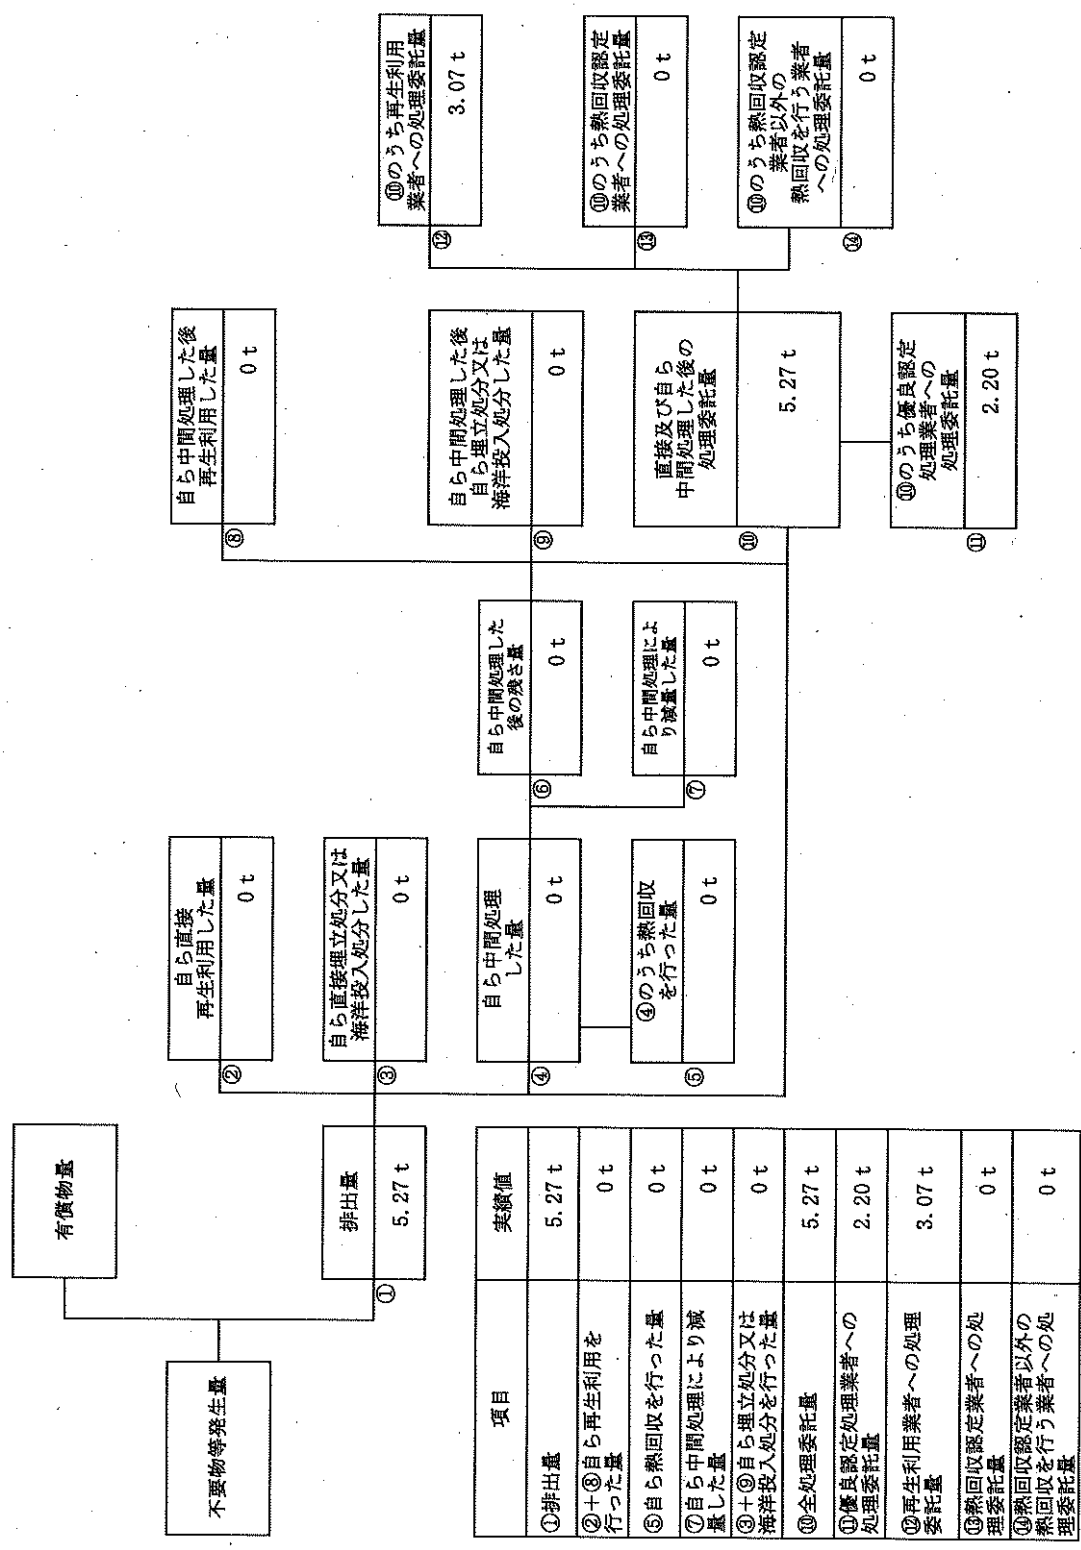 不要物等発生量
有償物量
①
排出量
5.27 t
②
自ら直接
再生利用した量
0 t
③
自ら直接埋立処分又は
海洋投入処分した量
0 t
④
自ら中間処理
した量
0 t
⑤
④のうち熱回収
を行った量
0 t
⑥
自ら中間処理した
後の残さ量
0 t
⑦
自ら中間処理によ
り減量した量
0 t
⑧
自ら中間処理した後
再生利用した量
0 t
⑨
自ら中間処理した後
自ら埋立処分又は
海洋投入処分した量
0 t
⑩
直接及び自ら
中間処理した後の
処理委託量
5.27 t
⑪
⑩のうち優良認定
処理業者への
処理委託量
2.20 t
⑫
⑩のうち再生利用
業者への処理委託量
3.07 t
⑬
⑩のうち熱回収認定
業者への処理委託量
0 t
⑭
⑩のうち熱回収認定
業者以外の
熱回収を行う業者
への処理委託量
0 t
項目 実績値
①排出量 5.27 t
②+⑧自ら再生利用を
行った量 0 t
⑤自ら熱回収を行った量 0 t
⑦自ら中間処理により減
量した量 0 t
③+⑨自ら埋立処分又は
海洋投入処分を行った量 0 t
⑩全処理委託量 5.27 t
⑪優良認定処理業者への
処理委託量 2.20 t
⑫再生利用業者への処理
委託量 3.07 t
⑬熱回収認定業者への処
理委託量 0 t
⑭熱回収認定業者以外の
熱回収を行う業者への処
理委託量 0 t